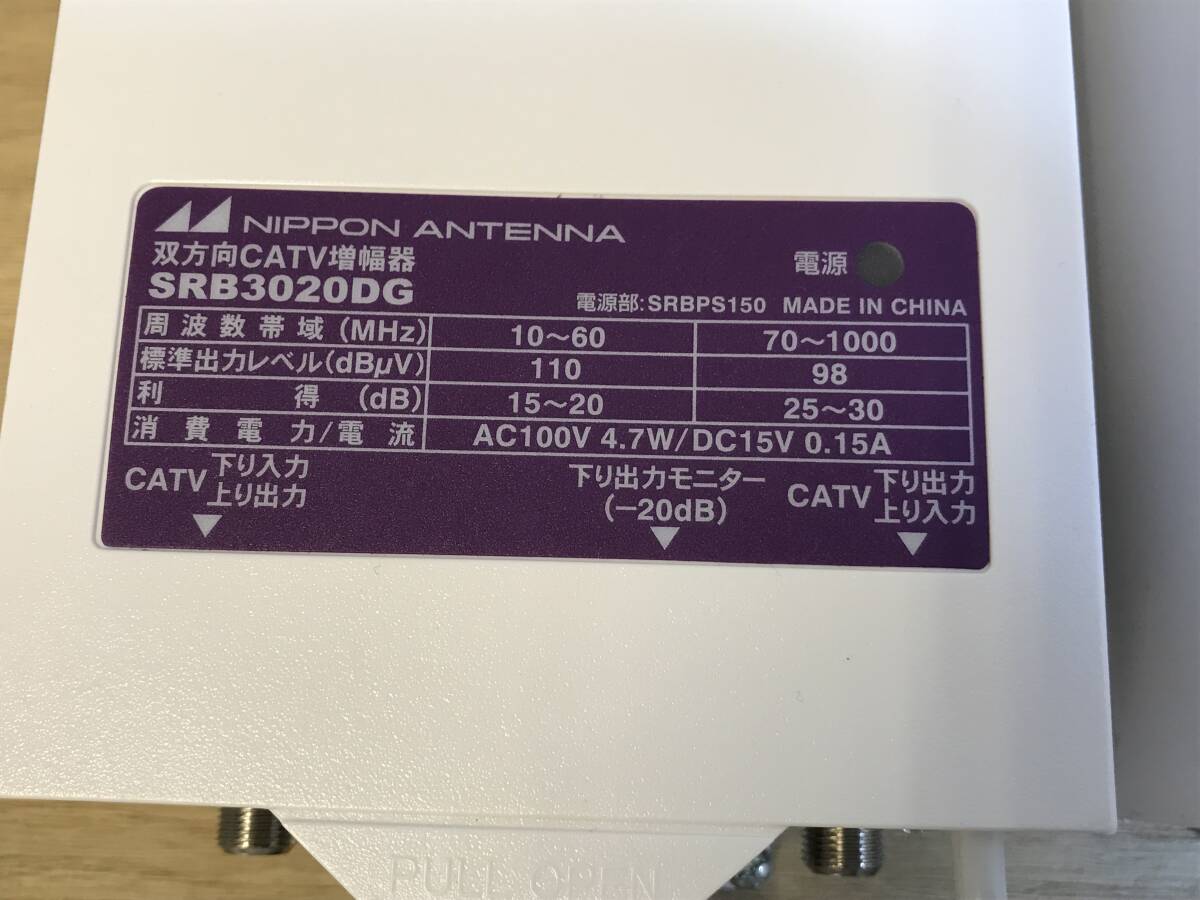 NIPPON ANTENNA
双方向CATV増幅器
電源
SRB3020DG
電源部:SRBPS150 MADE IN CHINA
周波数帯域(MHz) 10~60 70~1000
標準出力レベル(dBμV) 110 98
利得(dB) 15~20 25~30
消費電力/電流 AC100V 4.7W/DC15V 0.15A
CATV 下り入力
上り出力
下り出力モニター
(-20dB)
CATV 下り出力
上り入力
PULL OPEN